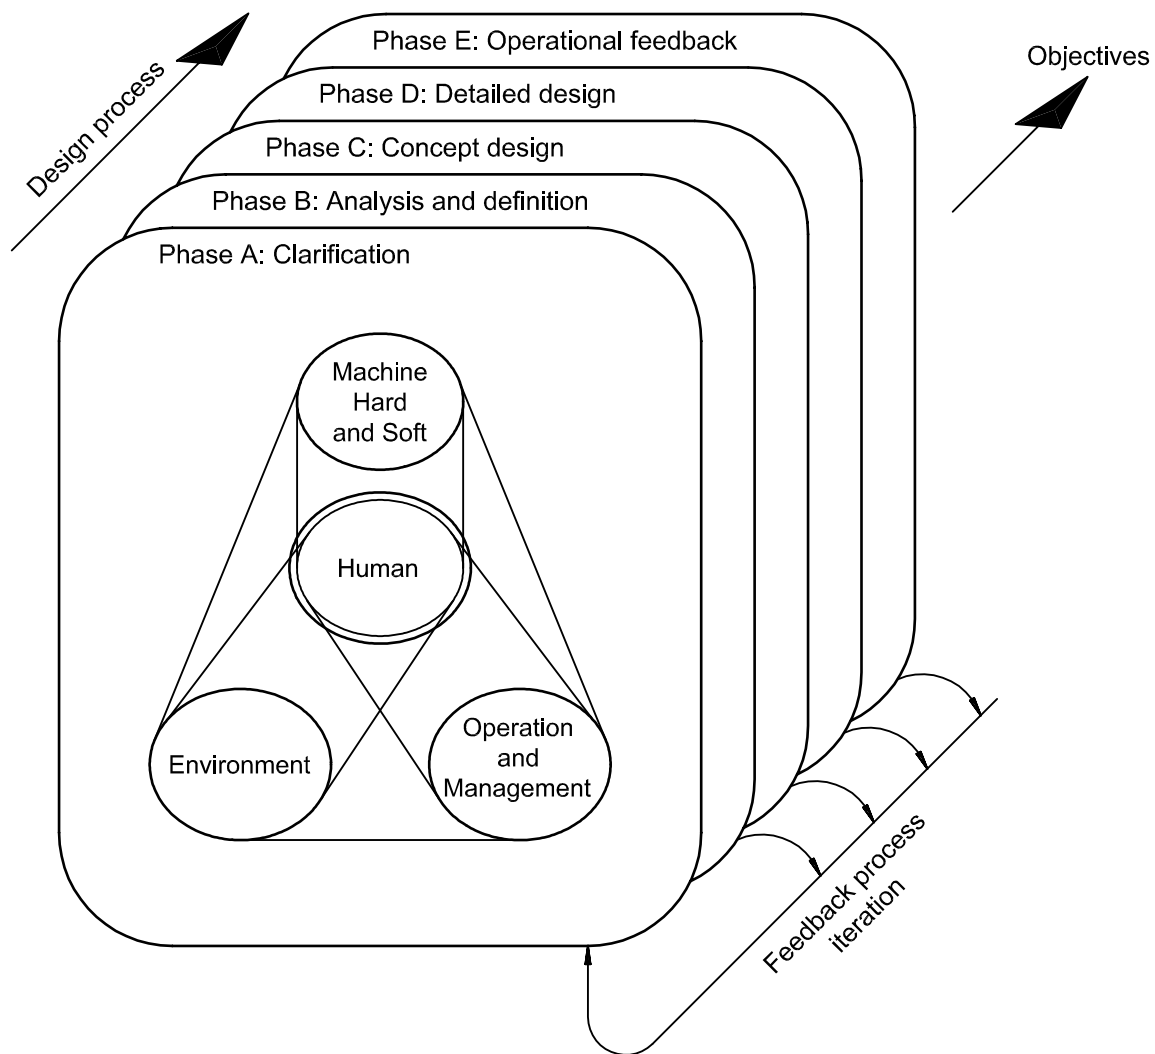 Design process
Objectives
Phase E: Operational feedback
Phase D: Detailed design
Phase C: Concept design
Phase B: Analysis and definition
Phase A: Clarification
Machine
Hard
and Soft
Human
Environment
Operation
and
Management
Feedback process
iteration